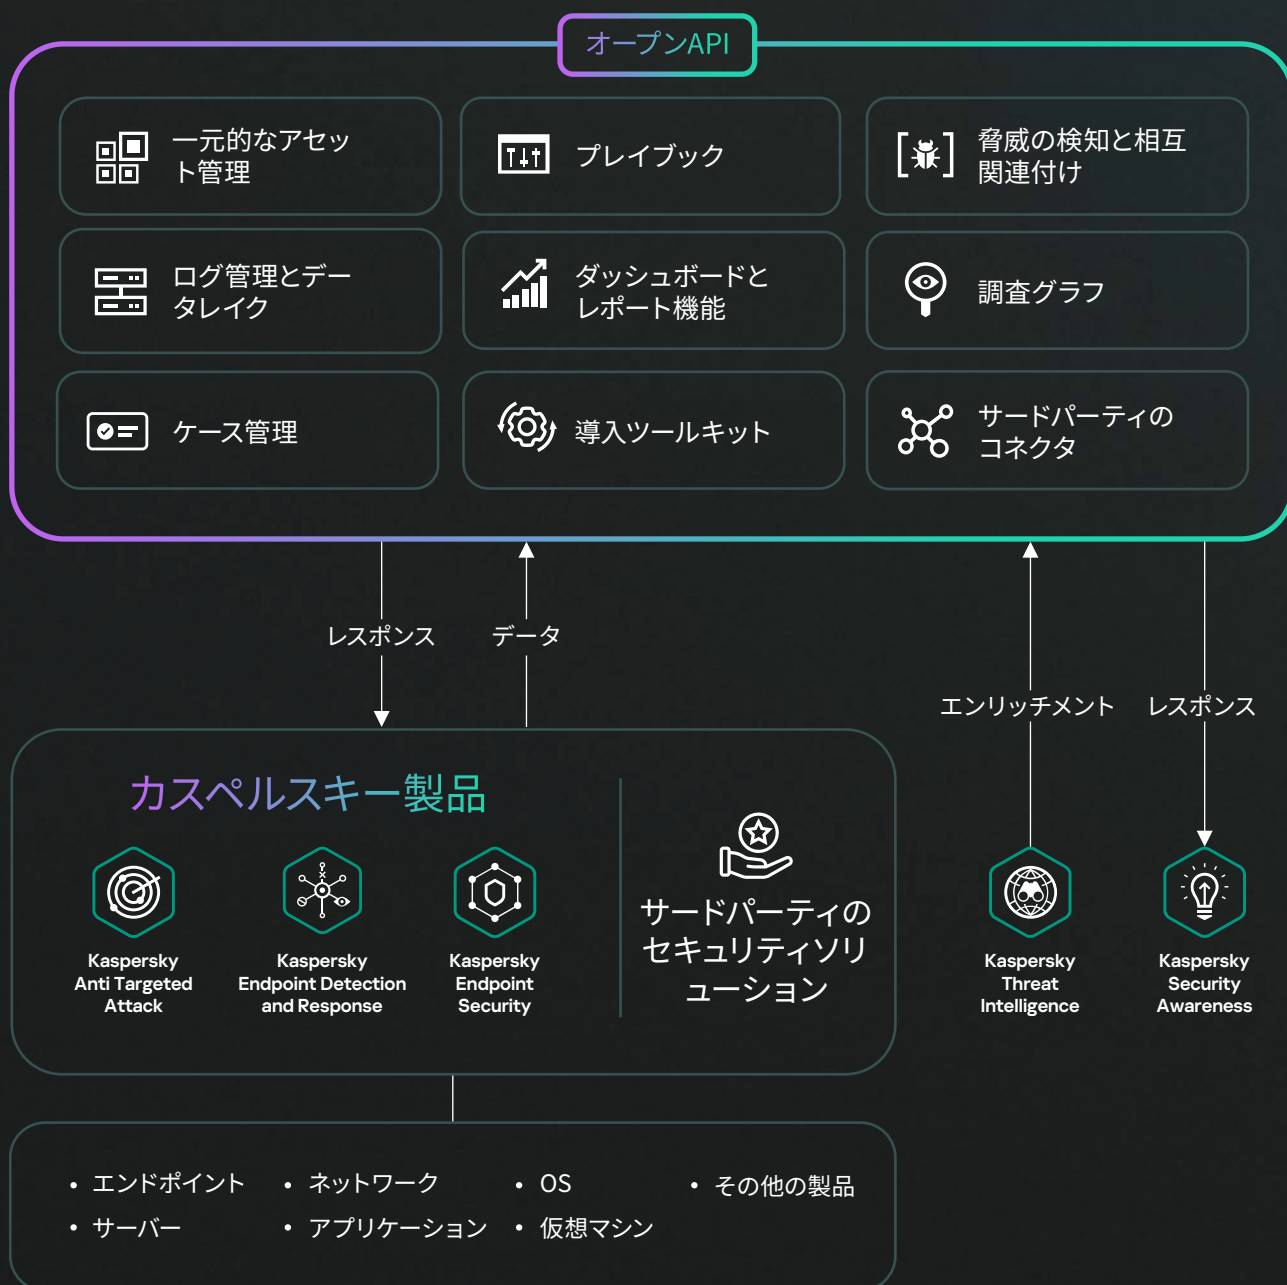 オープンAPI
一元的なアセッ
ト管理
プレイブック
脅威の検知と相互
関連付け
ログ管理とデー
タレイク
ダッシュボードと
レポート機能
調査グラフ
ケース管理
導入ツールキット
サードパーティの
コネクタ
レスポンス
データ
エンリッチメント
レスポンス
カスペルスキー製品
Kaspersky
Anti Targeted
Attack
Kaspersky
Endpoint Detection
and Response
Kaspersky
Endpoint
Security
サードパーティの
セキュリティソリ
ューション
Kaspersky
Threat
Intelligence
Kaspersky
Security
Awareness
• エンドポイント
• サーバー
• ネットワーク
• アプリケーション
• OS
• 仮想マシン
• その他の製品